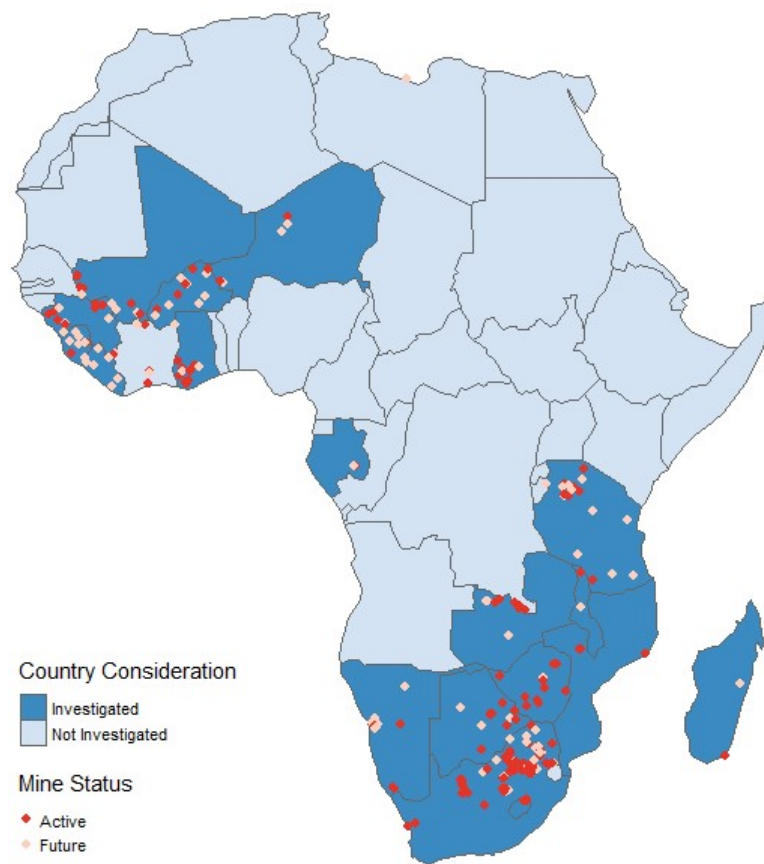 Country Consideration
Investigated
Not Investigated
Mine Status
Active
Future